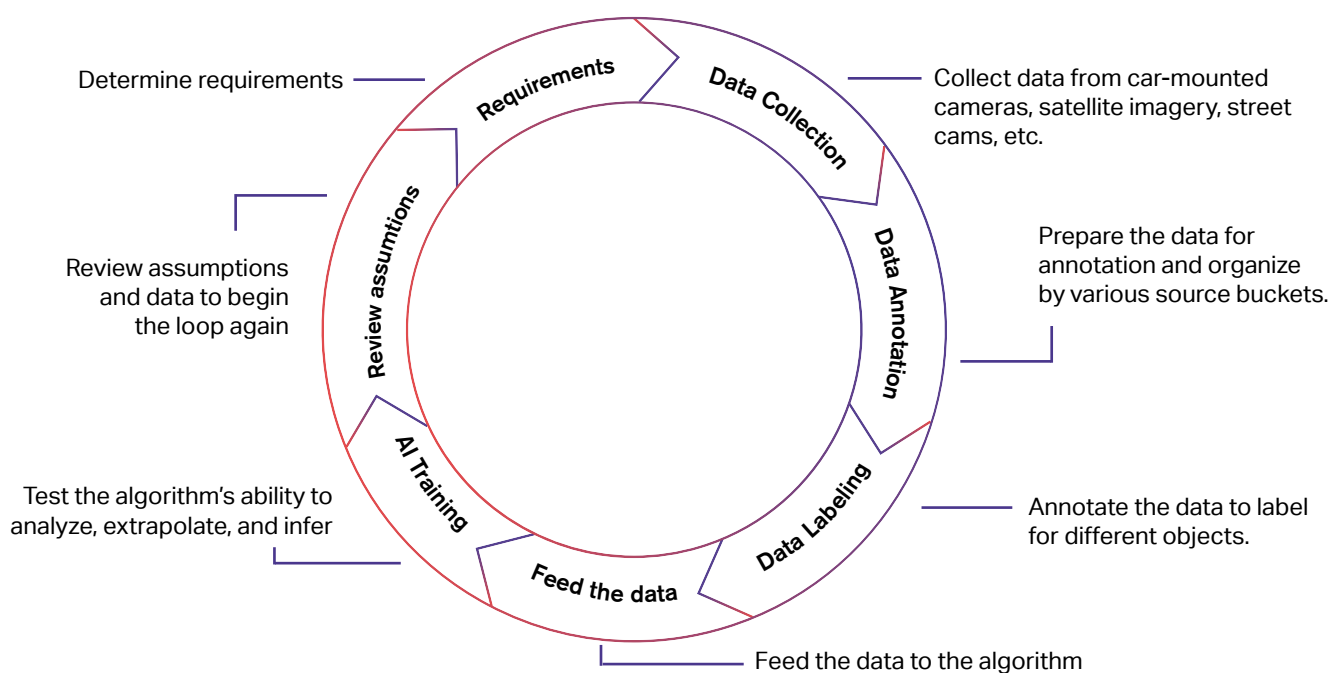 Requirements
Determine requirements
Data Collection
Collect data from car-mounted
cameras, satellite imagery, street
cams, etc.
Data Annotation
Prepare the data for
annotation and organize
by various source buckets.
Data Labeling
Annotate the data to label
for different objects.
Feed the data
Feed the data to the algorithm
AI Training
Test the algorithm’s ability to
analyze, extrapolate, and infer
Review assumtions
Review assumptions
and data to begin
the loop again